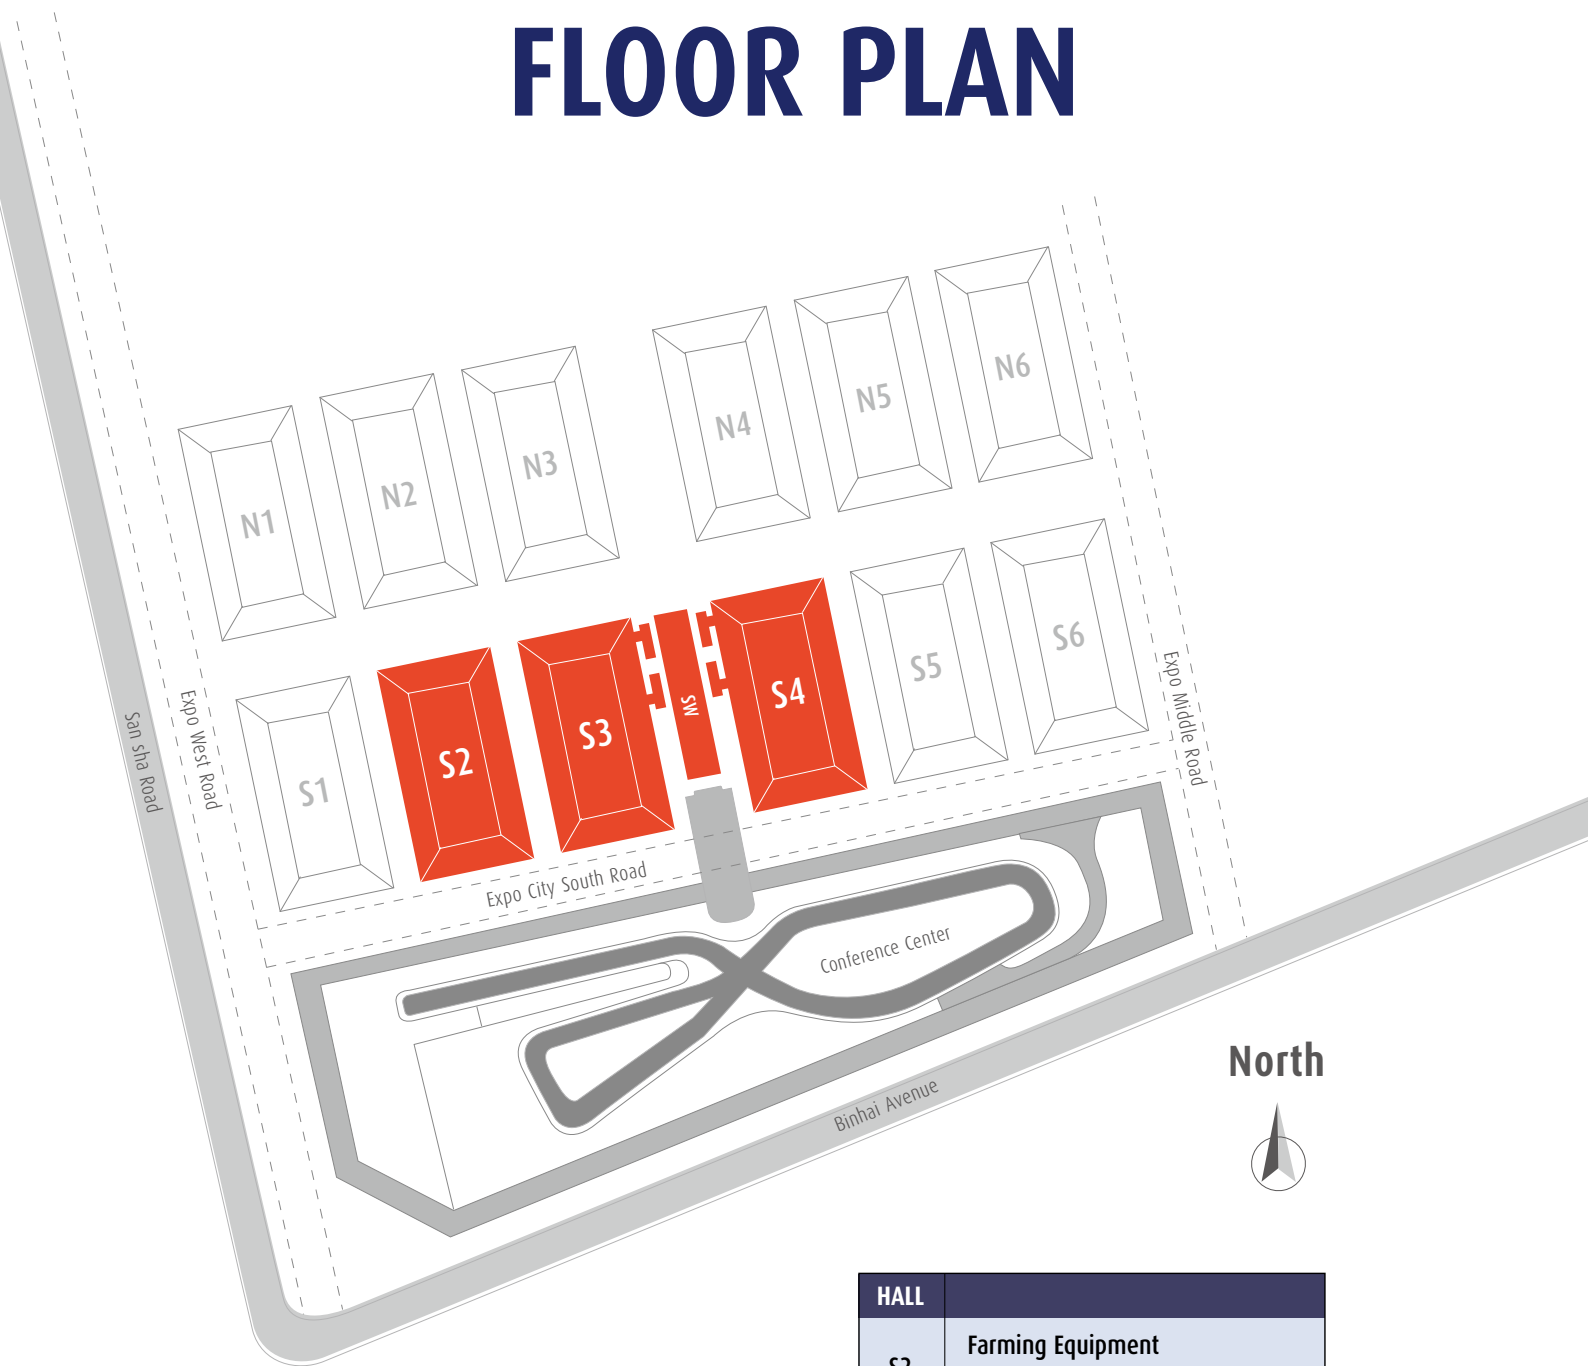 FLOOR PLAN
N6
N5
N4
N3
N2
N1
S6
S5
S4
SW
S3
S2
S1
San sha Road
Expo West Road
Expo Middle Road
Expo City South Road
Conference Center
Binhai Avenue
North
HALL
Farming Equipment
S2